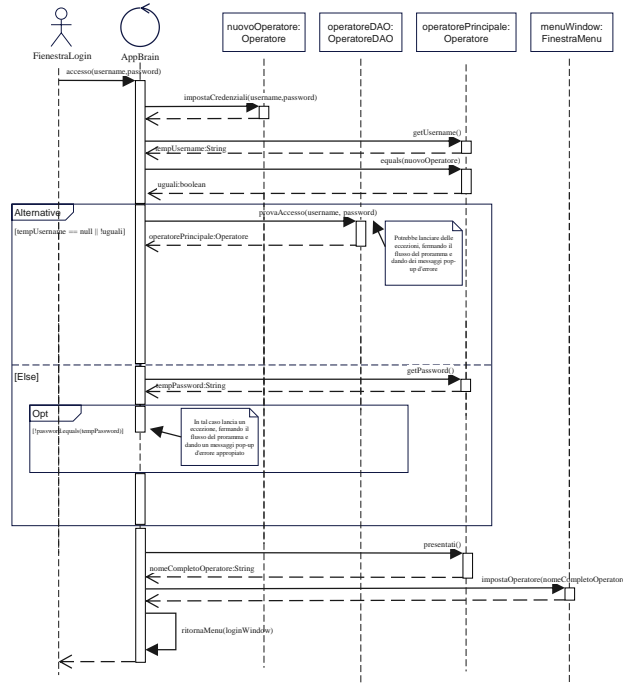 nuovoOperatore:
Operatore
operatoreDAO:
OperatoreDAO
operatorePrincipale:
Operatore
menuWindow:
FinestraMenu
FienestraLogin
AppBrain
accesso(username,password)
impostaCredenziali(username,password)
getUsername()
tempUsername:String
equals(nuovoOperatore)
uguali:boolean
Alternative
provaAccesso(username, password)
[tempUsername == null || !uguali]
operatorePrincipale:Operatore
Potrebbe lanciare delle
eccezioni, fermando il
flusso del proramma e
dando dei messaggi pop-
up d'errore
[Else]
getPassword()
tempPassword:String
Opt
[!password.equals(tempPassword)]
In tal caso lancia un
eccezione, fermando il
flusso del proramma e
dando un messaggi pop-up
d'errore appropiato
presentati()
nomeCompletoOperatore:String
impostaOperatore(nomeCompletoOperatore
ritornaMenu(loginWindow)